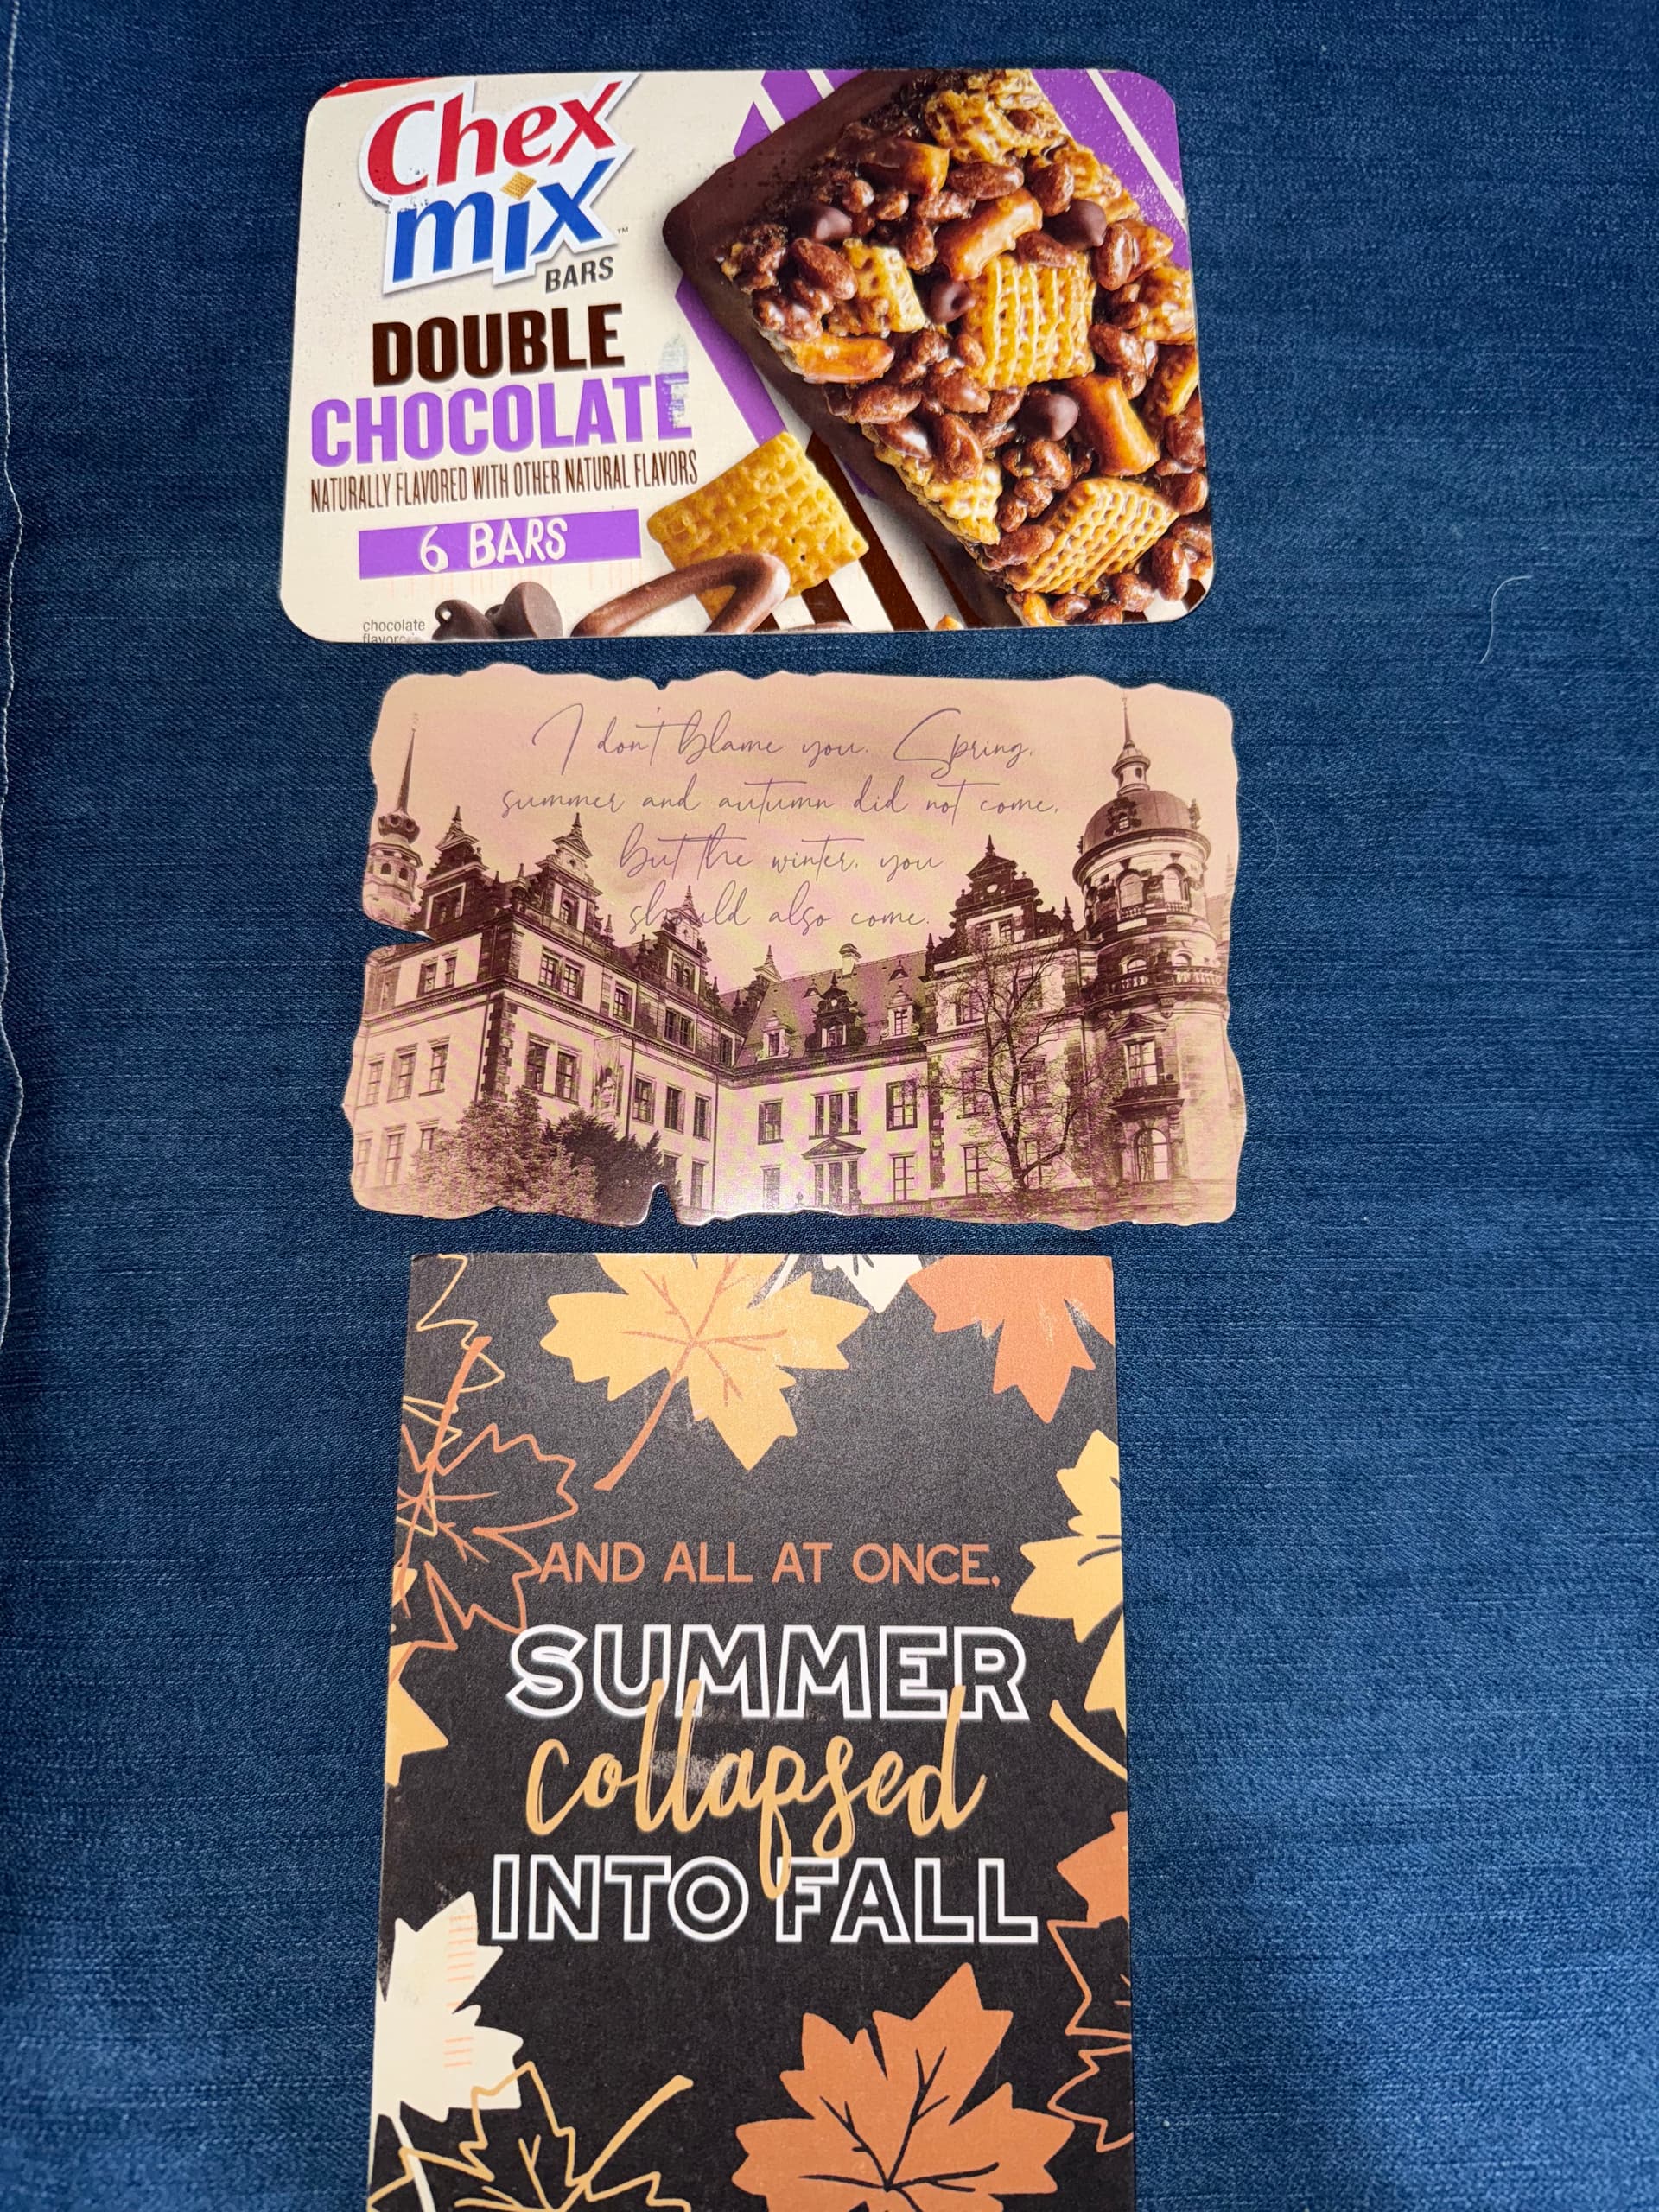 Chex
mix™
BARS
DOUBLE
CHOCOLATE
NATURALLY FLAVORED WITH OTHER NATURAL FLAVORS
6 BARS
chocolate
I don't blame you. Spring,
summer and autumn did not come,
but the winter, you
should also come.
AND ALL AT ONCE,
SUMMER
collapsed
INTO FALL